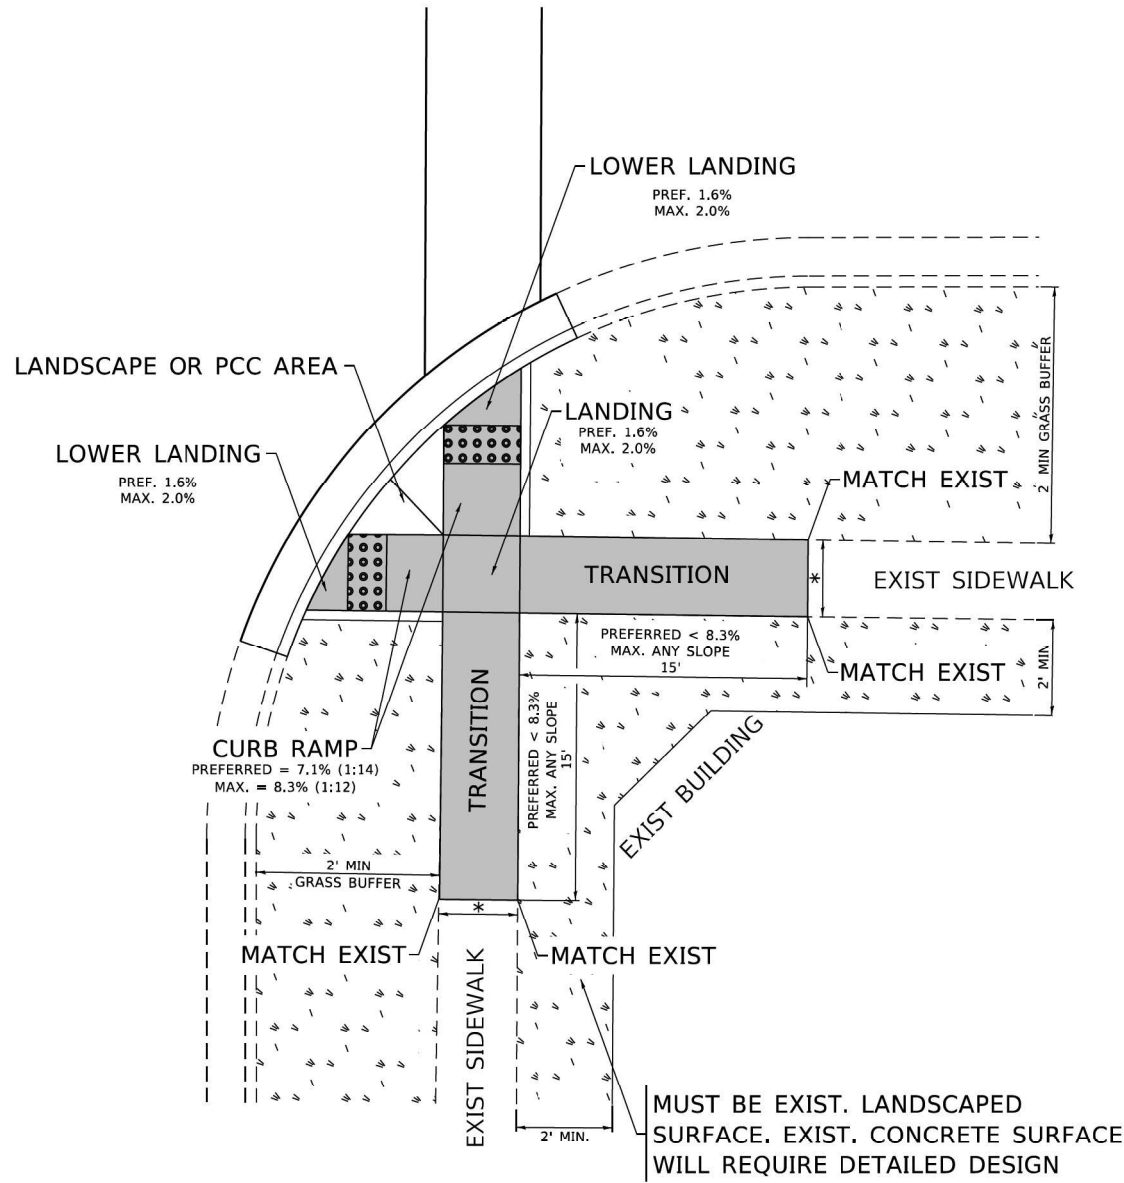 LOWER LANDING
PREF. 1.6%
MAX. 2.0%
LANDSCAPE OR PCC AREA
LANDING
PREF. 1.6%
MAX. 2.0%
2 MIN GRASS BUFFER
LOWER LANDING
PREF. 1.6%
MAX. 2.0%
MATCH EXIST
TRANSITION
*
EXIST SIDEWALK
PREFERRED < 8.3%
MAX. ANY SLOPE
15'
MATCH EXIST
2' MIN
TRANSITION
PREFERRED < 8.3%
MAX. ANY SLOPE
15'
CURB RAMP
PREFERRED = 7.1% (1:14)
MAX. = 8.3% (1:12)
EXIST BUILDING
2' MIN
GRASS BUFFER
*
MATCH EXIST
MATCH EXIST
EXIST SIDEWALK
2' MIN.
MUST BE EXIST. LANDSCAPED
SURFACE. EXIST. CONCRETE SURFACE
WILL REQUIRE DETAILED DESIGN